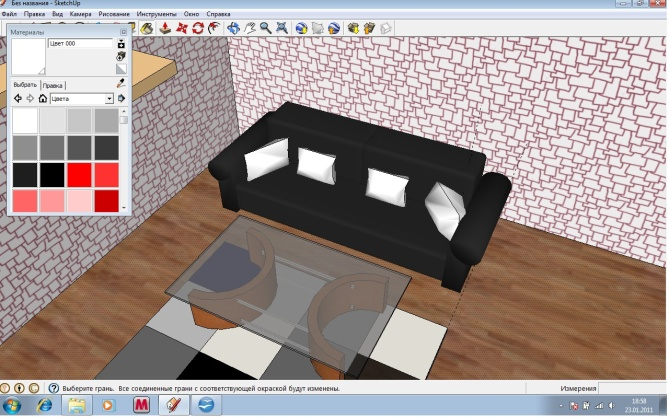 Без названия - SketchUp
Файл Правка Вид Камера Рисование Инструменты Окно Справка
Материалы
Цвет 000
Выбрать Правка
Цвета
Выберите грань. Все соединенные грани с соответствующей окраской будут изменены.
Измерения
18:58
23.01.2011